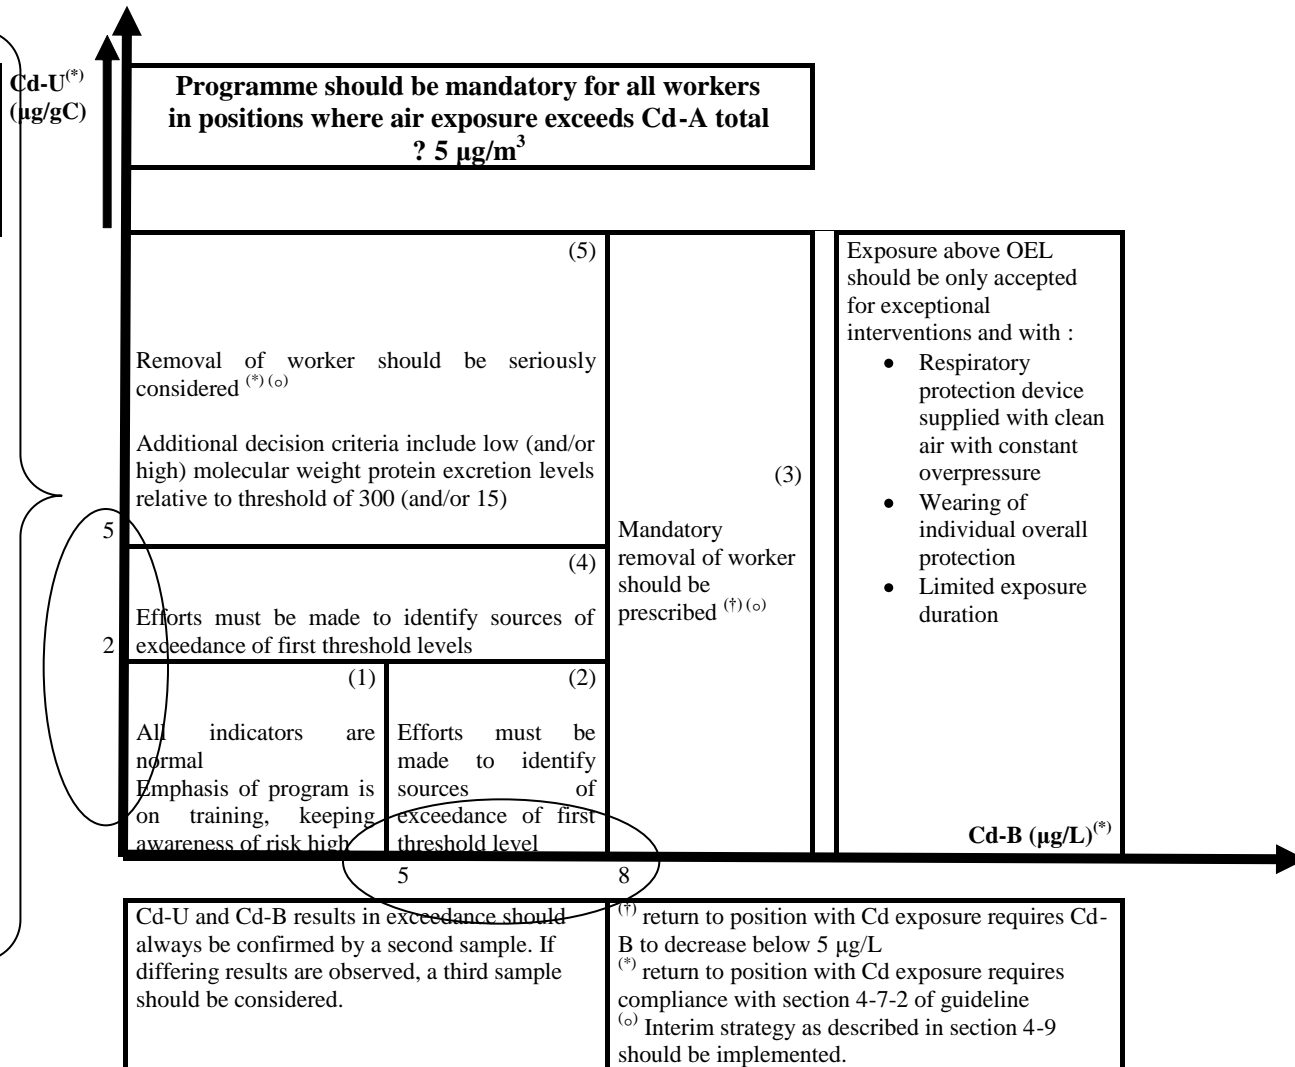 Cd-U(*)
(µg/gC)
Programme should be mandatory for all workers
in positions where air exposure exceeds Cd-A total
? 5 µg/m3
(5)
Removal of worker should be seriously
considered (*) (o)
Additional decision criteria include low (and/or
high) molecular weight protein excretion levels
relative to threshold of 300 (and/or 15)
5
(4)
Efforts must be made to identify sources of
exceedance of first threshold levels
2
(1)
All indicators are
normal
Emphasis of program is
on training, keeping
awareness of risk high
(2)
Efforts must be
made to identify
sources of
exceedance of first
threshold level
(3)
Mandatory
removal of worker
should be
prescribed (†) (o)
Exposure above OEL
should be only accepted
for exceptional
interventions and with :
• Respiratory
protection device
supplied with clean
air with constant
overpressure
• Wearing of
individual overall
protection
• Limited exposure
duration
Cd-B (µg/L)(*)
5
8
Cd-U and Cd-B results in exceedance should
always be confirmed by a second sample. If
differing results are observed, a third sample
should be considered.
(†) return to position with Cd exposure requires Cd-
B to decrease below 5 µg/L
(*) return to position with Cd exposure requires
compliance with section 4-7-2 of guideline
(o) Interim strategy as described in section 4-9
should be implemented.